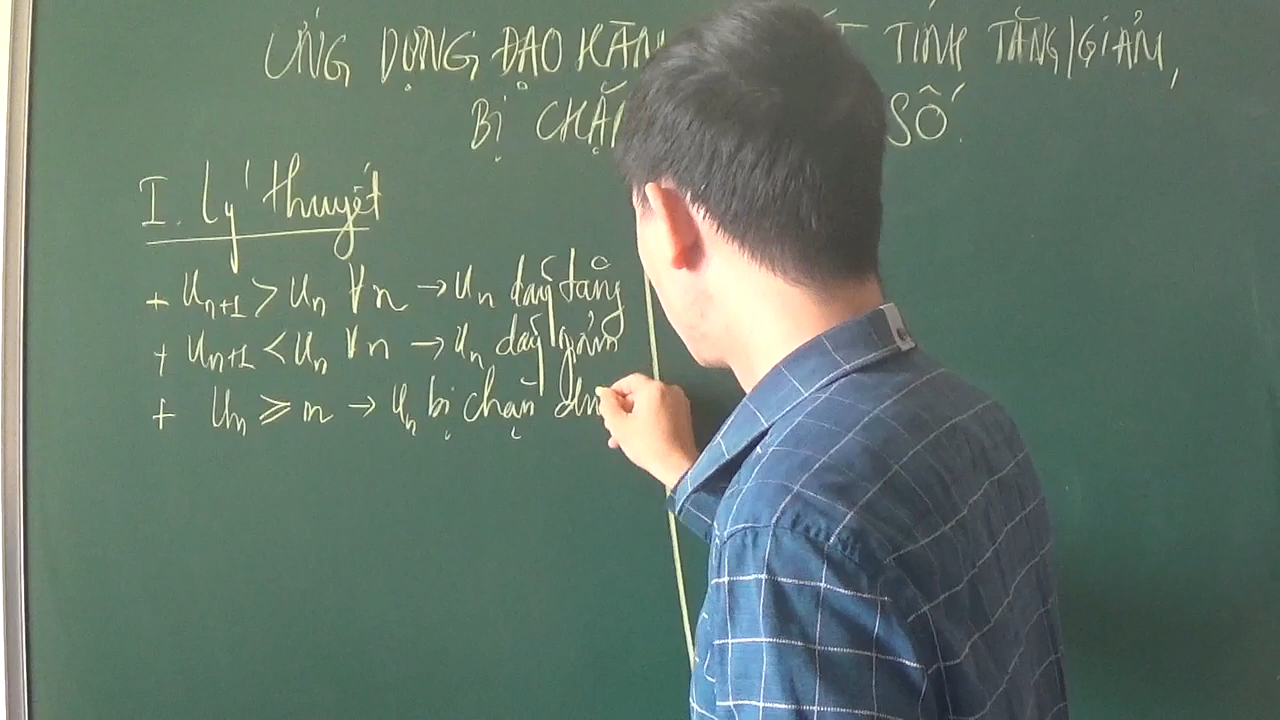 ỨNG DỤNG ĐẠO HÀM TÍNH TĂNG/GIẢM,
BỊ CHẶN SỐ.
I. Lý thuyết
+ Uₙ₊₁ > Uₙ ∀n → Uₙ dãy tăng
+ Uₙ₊₁ < Uₙ ∀n → Uₙ dãy giảm
+ Uₙ ≥ m → Uₙ bị chặn